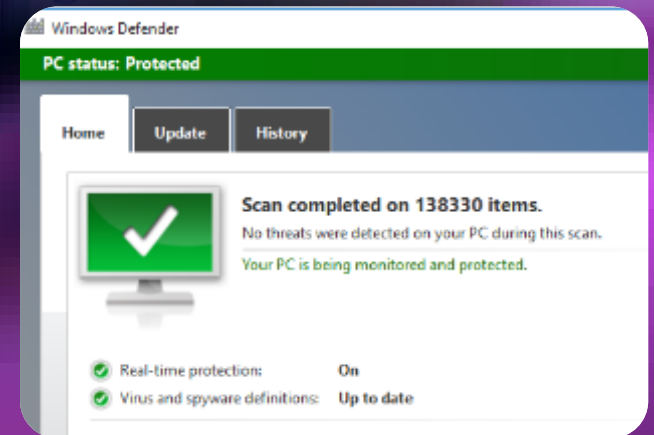 Windows Defender
PC status: Protected
Home Update History
Scan completed on 138330 items.
No threats were detected on your PC during this scan.
Your PC is being monitored and protected.
Real-time protection: On
Virus and spyware definitions: Up to date